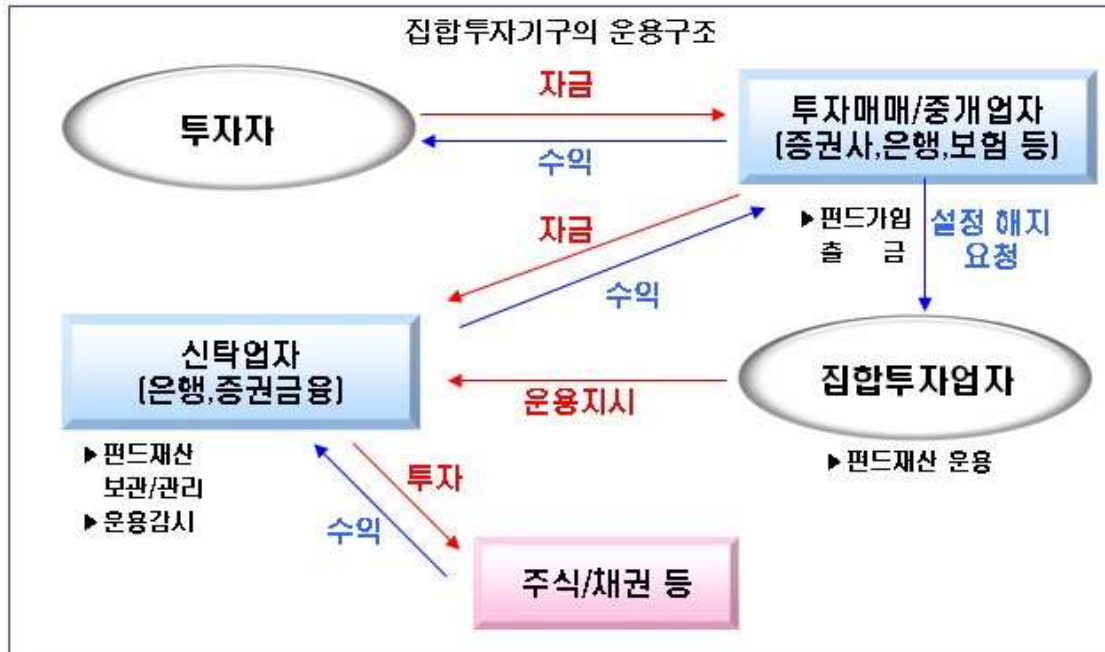 집합투자기구의 운용구조
투자자
자금
수익
투자매매/중개업자
(증권사,은행,보험 등)
자금
수익
▶펀드가입
출 금
설정 해지
요청
신탁업자
(은행,증권금융)
운용지시
집합투자업자
▶펀드재산
보관/관리
▶운용감시
▶펀드재산 운용
투자
수익
주식/채권 등